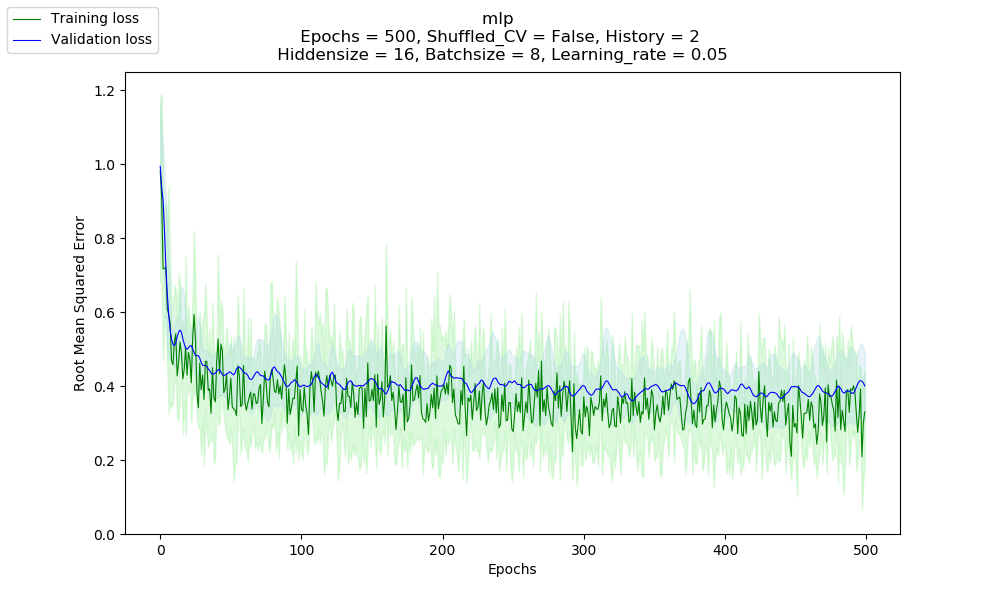 Training loss
Validation loss
mlp
Epochs = 500, Shuffled_CV = False, History = 2
Hiddensize = 16, Batchsize = 8, Learning_rate = 0.05
1.2
1.0
0.8
0.6
0.4
0.2
0.0
Root Mean Squared Error
0 100 200 300 400 500
Epochs